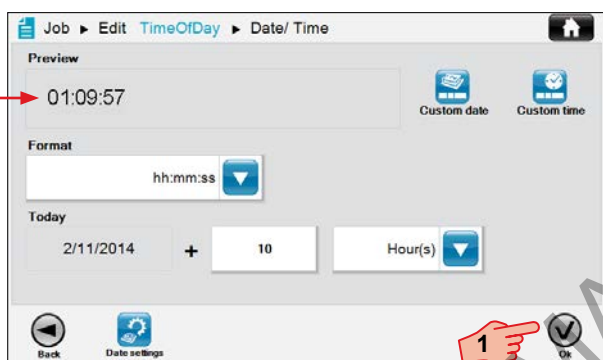 Job ▸ Edit TimeOfDay ▸ Date/ Time
Preview
01:09:57
Custom date
Custom time
Format
hh:mm:ss
Today
2/11/2014 + 10 Hour(s)
Back
Date settings
1
Ok